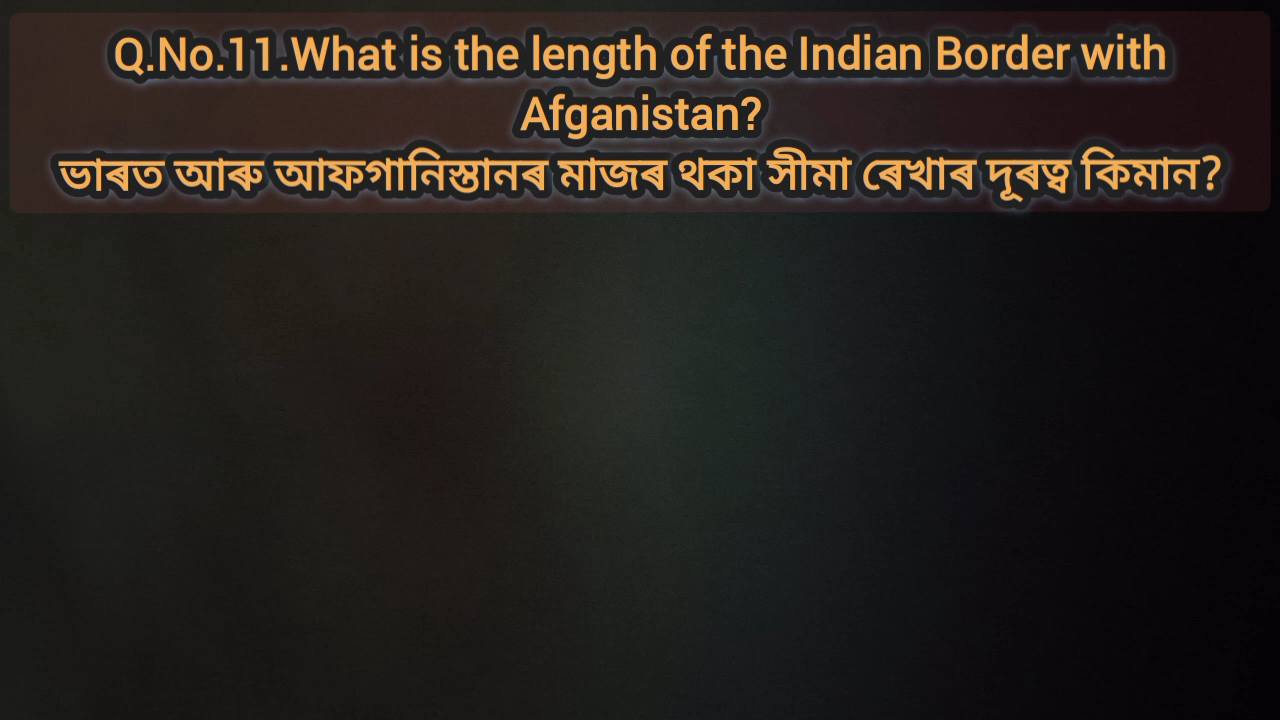 Q.No.11.What is the length of the Indian Border with
Afganistan?
ভাৰত আৰু আফগানিস্তানৰ মাজৰ থকা সীমা ৰেখাৰ দূৰত্ব কিমান?